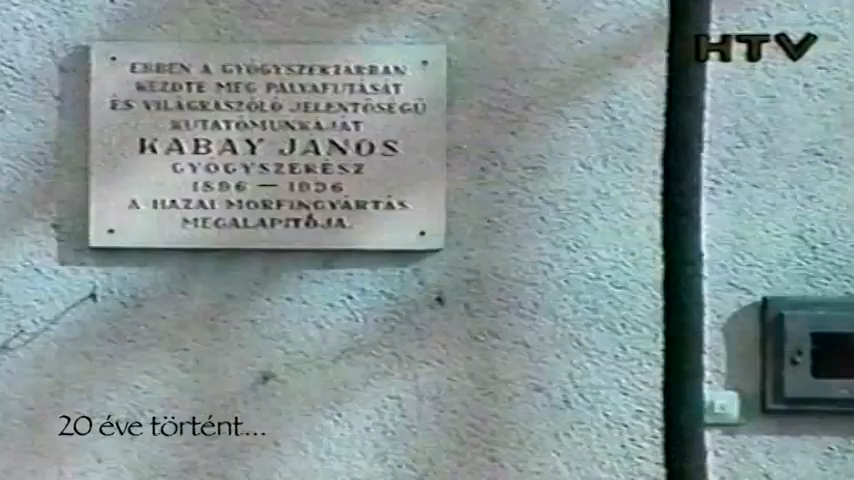 HTV
EBBEN A GYÓGYSZERTÁRBAN
KEZDTE MEG PÁLYAFUTÁSÁT
ÉS VILÁGRASZÓLÓ JELENTŐSÉGŰ
KUTATÓMUNKÁJÁT
KABAY JÁNOS
GYÓGYSZERÉSZ
1896 — 1936
A HAZAI MORFINGYÁRTÁS
MEGALAPÍTÓJA.
20 éve történt...